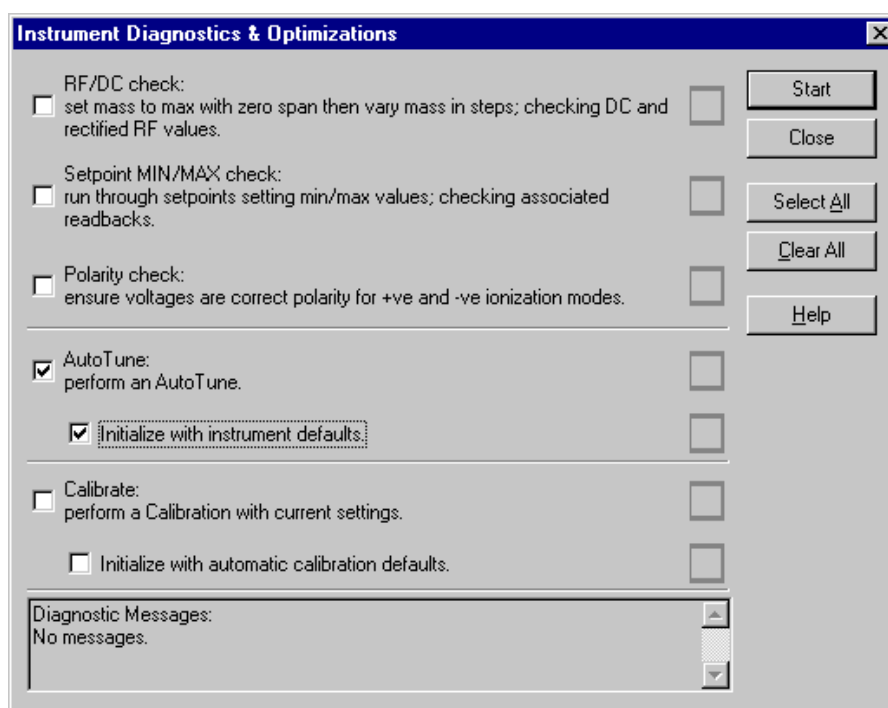 Instrument Diagnostics & Optimizations
RF/DC check:
set mass to max with zero span then vary mass in steps; checking DC and
rectified RF values.
Setpoint MIN/MAX check:
run through setpoints setting min/max values; checking associated
readbacks.
Polarity check:
ensure voltages are correct polarity for +ve and -ve ionization modes.
AutoTune:
perform an AutoTune.
Initialize with instrument defaults.
Calibrate:
perform a Calibration with current settings.
Initialize with automatic calibration defaults.
Diagnostic Messages:
No messages.
Start
Close
Select All
Clear All
Help